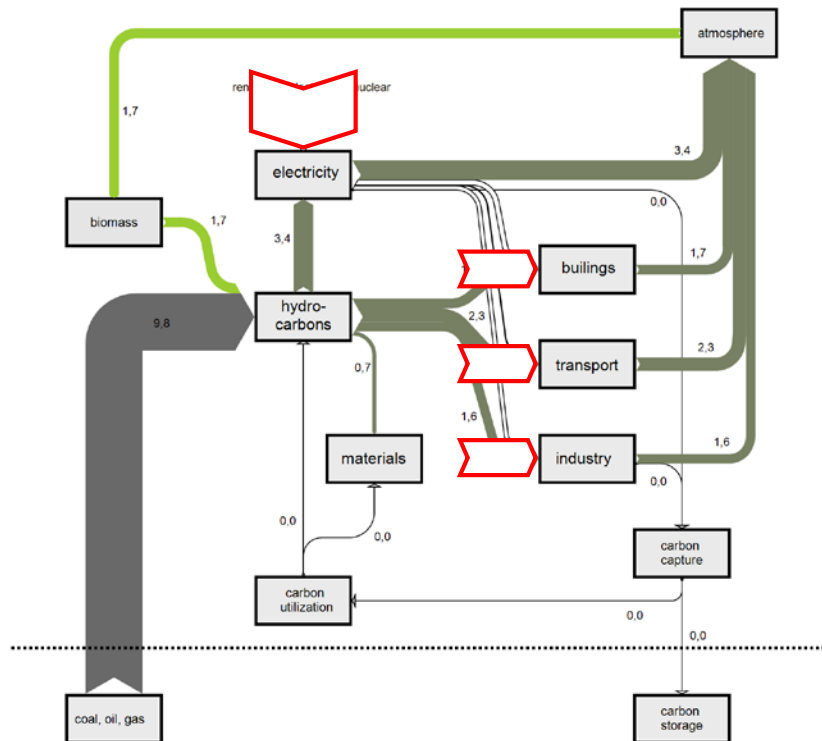 atmosphere
1,7
ren
nuclear
electricity
3,4
0,0
biomass
1,7
3,4
builings
1,7
hydro-
carbons
9,8
2,3
transport
2,3
0,7
1,6
materials
industry
1,6
0,0
0,0
0,0
carbon
capture
carbon
utilization
0,0
0,0
coal, oil, gas
carbon
storage